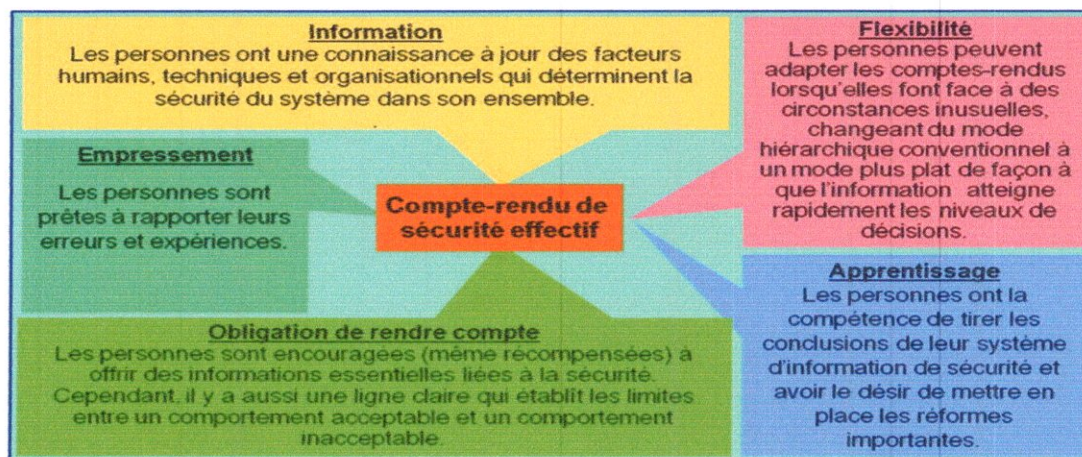 Information
Les personnes ont une connaissance à jour des facteurs
humains, techniques et organisationnels qui déterminent la
sécurité du système dans son ensemble.
Flexibilité
Les personnes peuvent
adapter les comptes-rendus
lorsqu'elles font face à des
circonstances inusuelles,
changeant du mode
hiérarchique conventionnel à
un mode plus plat de façon à
que l'information atteigne
rapidement les niveaux de
décisions.
Empressement
Les personnes sont
prêtes à rapporter leurs
erreurs et expériences.
Compte-rendu de
sécurité effectif
Obligation de rendre compte
Les personnes sont encouragées (même récompensées) à
offrir des informations essentielles liées à la sécurité.
Cependant, il y a aussi une ligne claire qui établit les limites
entre un comportement acceptable et un comportement
inacceptable.
Apprentissage
Les personnes ont la
compétence de tirer les
conclusions de leur système
d'information de sécurité et
avoir le désir de mettre en
place les réformes
importantes.